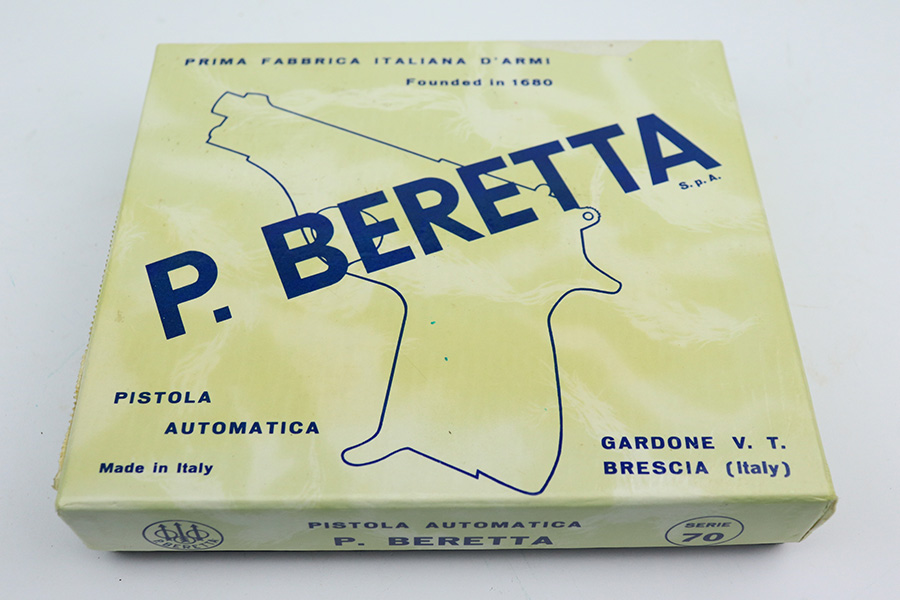 PRIMA FABBRICA ITALIANA D'ARMI
Founded in 1680
P. BERETTA
S.p.A.
PISTOLA
AUTOMATICA
Made in Italy
GARDONE V. T.
BRESCIA (Italy)
P. BERETTA
PISTOLA AUTOMATICA
P. BERETTA
SERIE
70